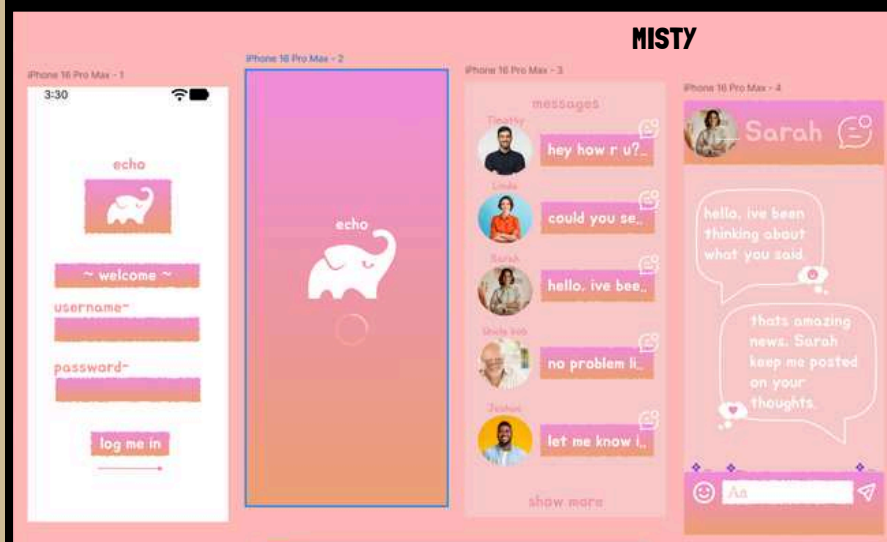 MISTY
iPhone 16 Pro Max - 1
3:30
echo
~ welcome ~
username~
password~
log me in
iPhone 16 Pro Max - 2
echo
iPhone 16 Pro Max - 3
messages
Timothy
hey how r u?..
Linda
could you se..
Sarah
hello. ive bee..
Uncle bob
no problem li..
Joshua
let me know i..
show more
iPhone 16 Pro Max - 4
Sarah
hello. ive been
thinking about
what you said.
thats amazing
news. Sarah
keep me posted
on your
thoughts.
Aa